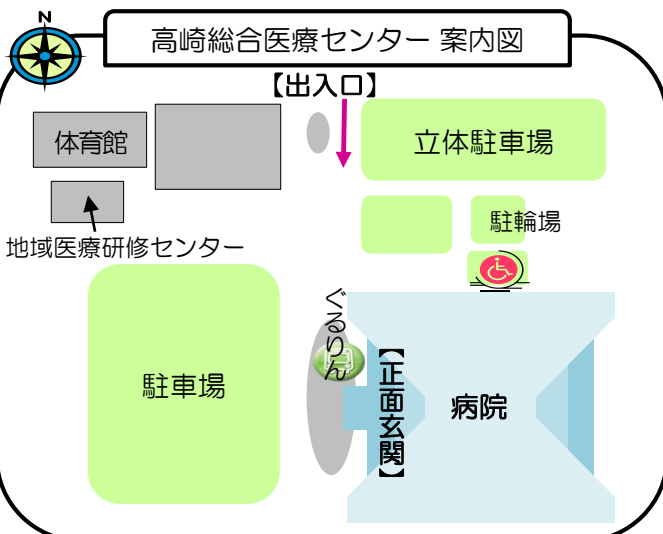 N
高崎総合医療センター 案内図
【出入口】
体育館
立体駐車場
駐輪場
地域医療研修センター
ぐるりん
駐車場
【正面玄関】
病院